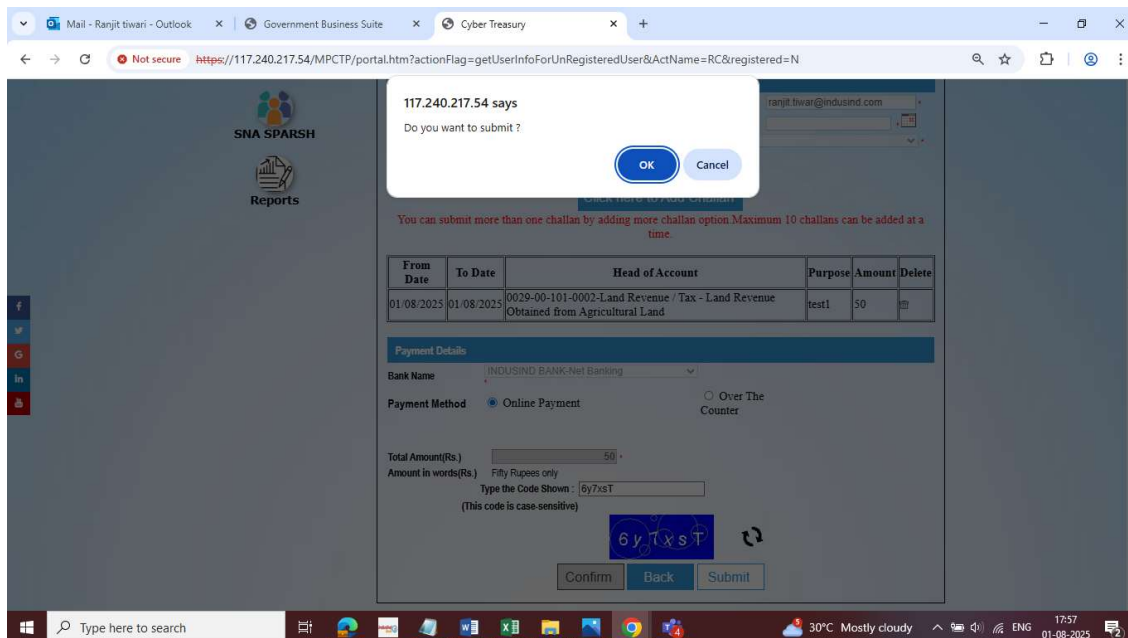 Mail - Ranjit tiwari - Outlook
Government Business Suite
Cyber Treasury
Not secure https://117.240.217.54/MPCTP/portal.htm?actionFlag=getUserInfoForUnRegisteredUser&ActName=RC&registered=N
117.240.217.54 says
Do you want to submit ?
OK Cancel
ranjit.tiwar@indusind.com
SNA SPARSH
Reports
Click here to Add Challan
You can submit more than one challan by adding more challan option Maximum 10 challans can be added at a
time.
From Date To Date Head of Account Purpose Amount Delete
01/08/2025 01/08/2025 0029-00-101-0002-Land Revenue / Tax - Land Revenue
Obtained from Agricultural Land test1 50
Payment Details
Bank Name INDUSIND BANK-Net Banking
*
Payment Method Online Payment Over The
Counter
Total Amount(Rs.) 50 *
Amount in words(Rs.) Fifty Rupees only
Type the Code Shown : 6y7xsT
(This code is case-sensitive)
6y7xsT
Confirm Back Submit
f
G
in
Type here to search
30°C Mostly cloudy ENG 17:57
01-08-2025